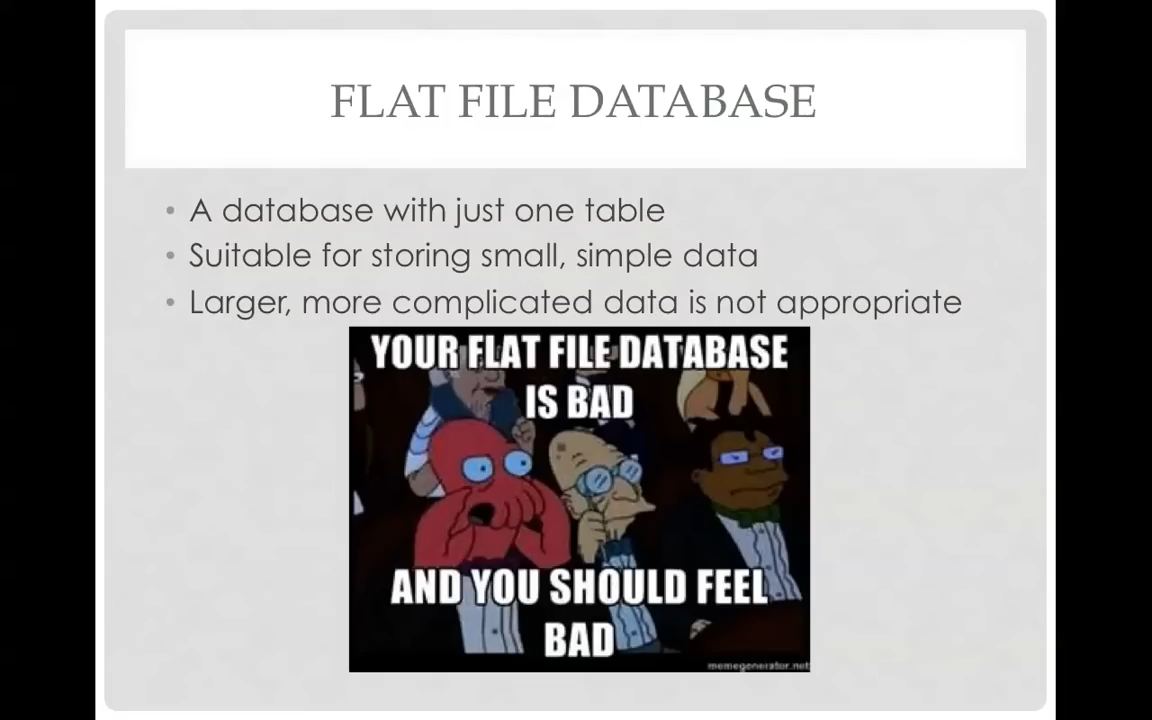 FLAT FILE DATABASE
• A database with just one table
• Suitable for storing small, simple data
• Larger, more complicated data is not appropriate
YOUR FLAT FILE DATABASE
IS BAD
AND YOU SHOULD FEEL
BAD
memegenerator.net